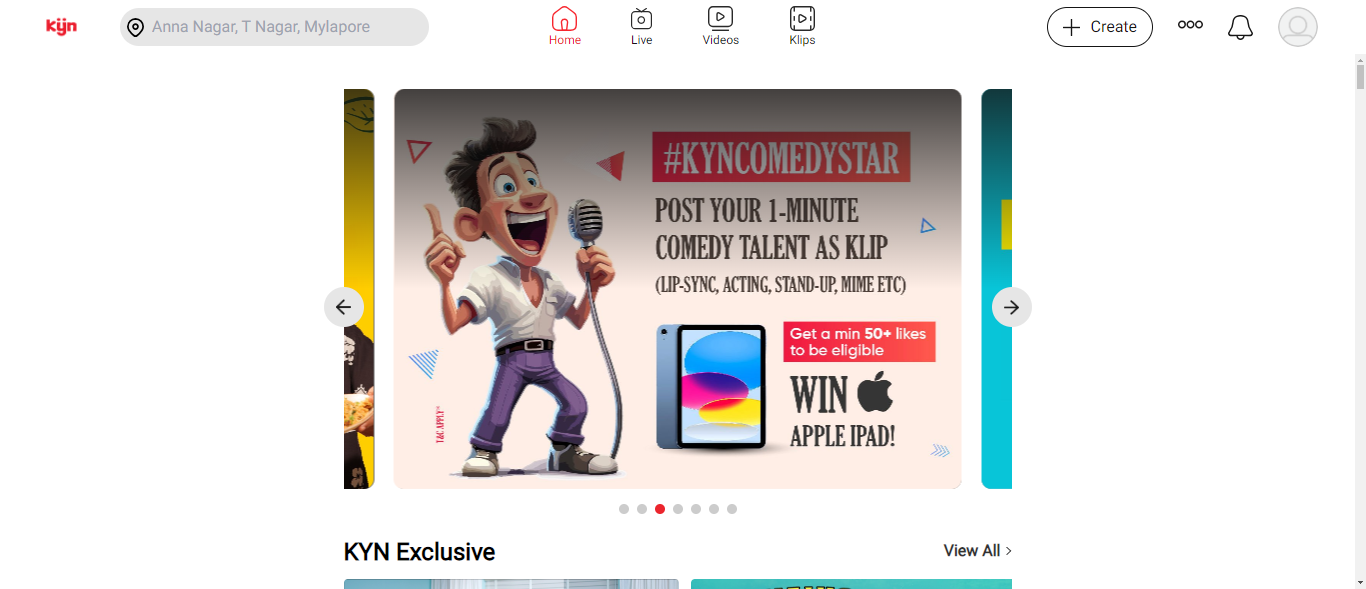 kyn
Anna Nagar, T Nagar, Mylapore
Home
Live
Videos
Klips
Create
#KYNCOMEDYSTAR
POST YOUR 1-MINUTE
COMEDY TALENT AS KLIP
(LIP-SYNC, ACTING, STAND-UP, MIME ETC)
Get a min 50+ likes
to be eligible
WIN
APPLE IPAD!
T&C APPLY*
KYN Exclusive
View All